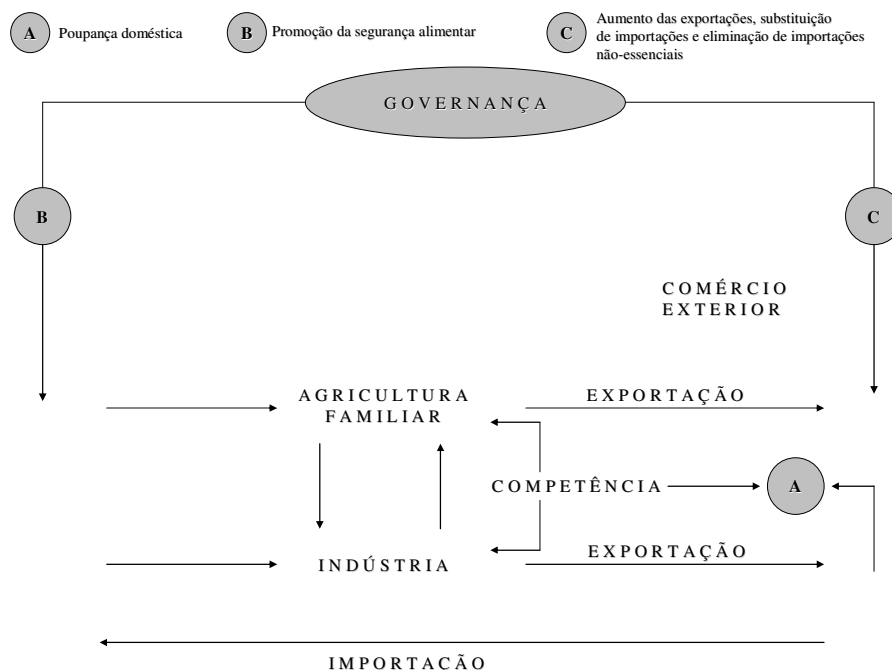 A Poupança doméstica
B Promoção da segurança alimentar
C Aumento das exportações, substituição
de importações e eliminação de importações
não-essenciais
GOVERNANÇA
B
C
COMÉRCIO
EXTERIOR
AGRICULTURA
FAMILIAR
EXPORTAÇÃO
COMPETÊNCIA
A
INDÚSTRIA
EXPORTAÇÃO
IMPORTAÇÃO